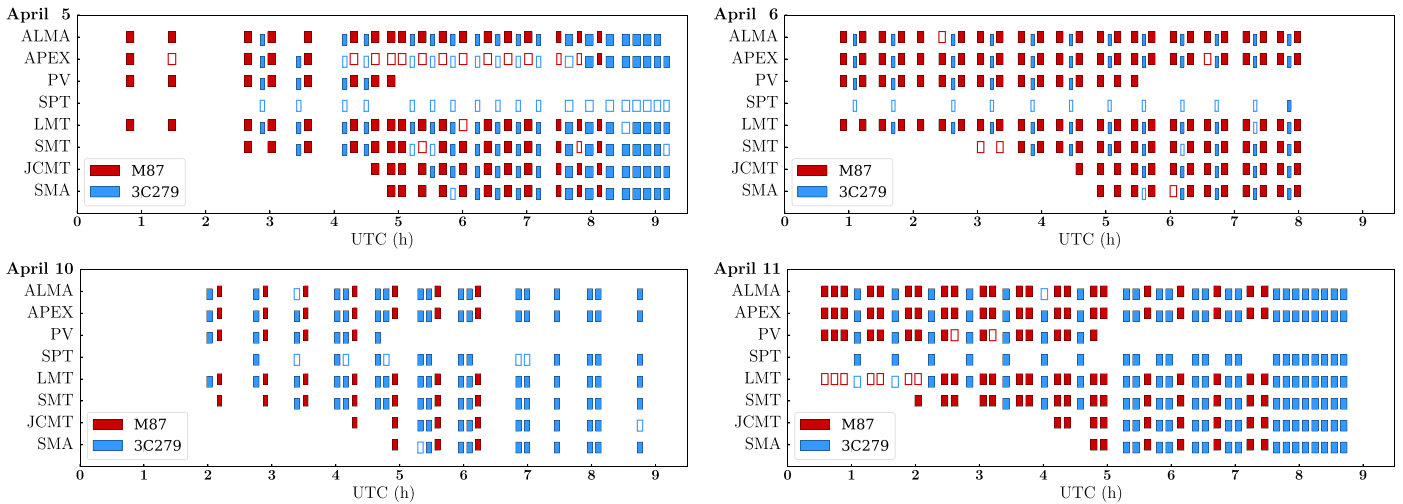 April 5
ALMA
APEX
PV
SPT
LMT
SMT
JCMT
SMA
M87
3C279
0 1 2 3 4 5 6 7 8 9
UTC (h)
April 6
ALMA
APEX
PV
SPT
LMT
SMT
JCMT
SMA
M87
3C279
0 1 2 3 4 5 6 7 8 9
UTC (h)
April 10
ALMA
APEX
PV
SPT
LMT
SMT
JCMT
SMA
M87
3C279
0 1 2 3 4 5 6 7 8 9
UTC (h)
April 11
ALMA
APEX
PV
SPT
LMT
SMT
JCMT
SMA
M87
3C279
0 1 2 3 4 5 6 7 8 9
UTC (h)